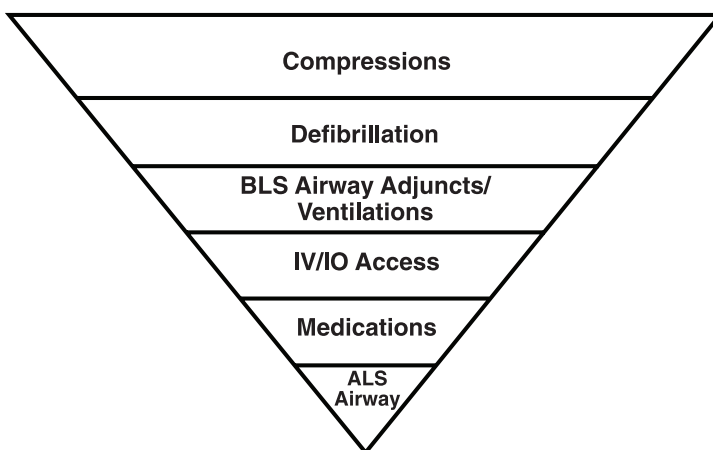 Compressions
Defibrillation
BLS Airway Adjuncts/
Ventilations
IV/IO Access
Medications
ALS
Airway